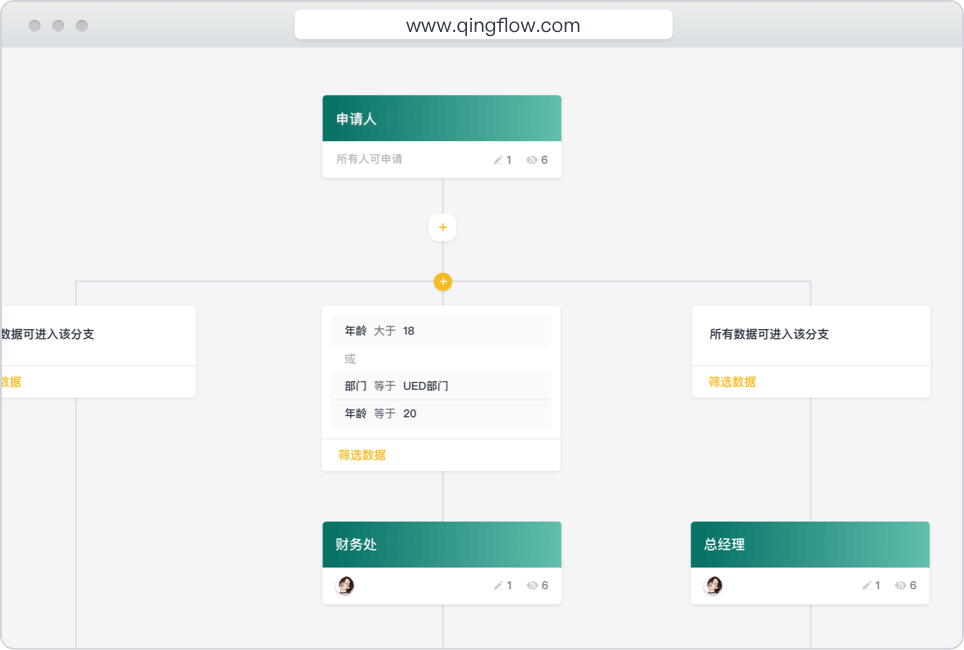 www.qingflow.com
申请人
所有人可申请 1 6
+
+
数据可进入该分支
数据
年龄 大于 18
或
部门 等于 UED部门
年龄 等于 20
筛选数据
所有数据可进入该分支
筛选数据
财务处
1 6
总经理
1 6